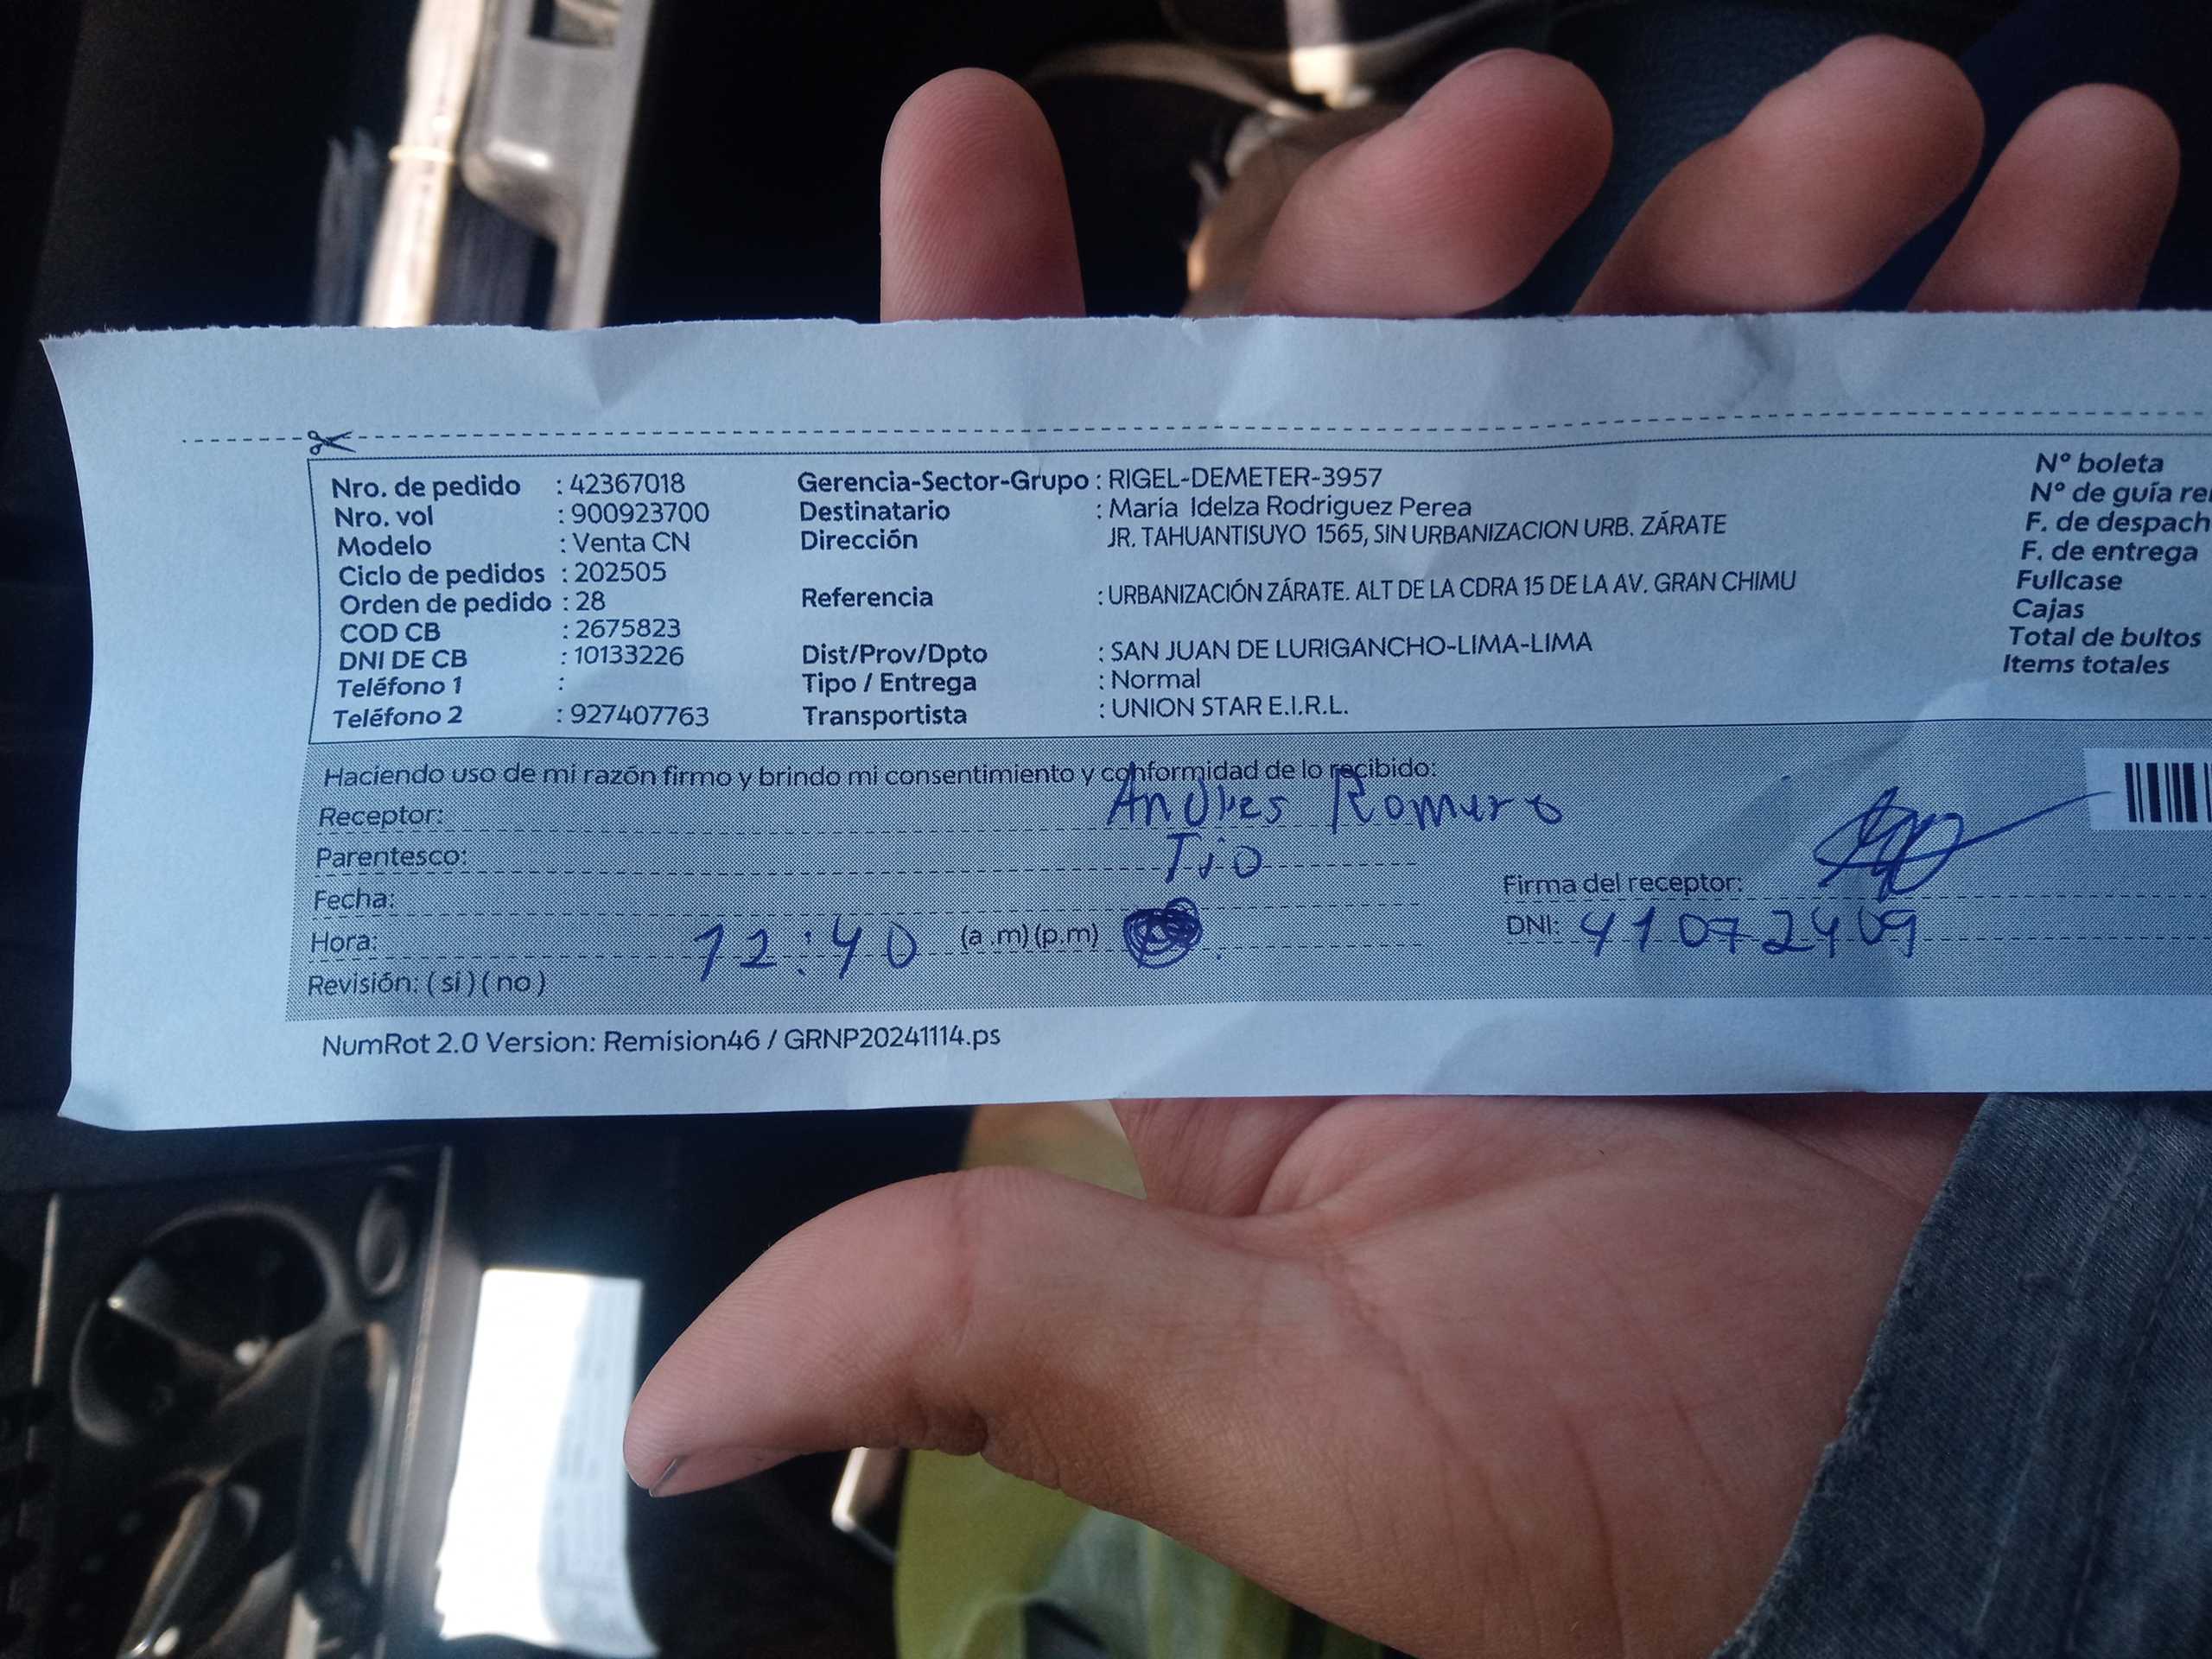 Nro. de pedido : 42367018
Nro. vol : 900923700
Modelo : Venta CN
Ciclo de pedidos : 202505
Orden de pedido : 28
COD CB : 2675823
DNI DE CB : 10133226
Teléfono 1 :
Teléfono 2 : 927407763
Gerencia-Sector-Grupo : RIGEL-DEMETER-3957
Destinatario : Maria Idelza Rodriguez Perea
Dirección JR. TAHUANTISUYO 1565, SIN URBANIZACION URB. ZÁRATE
Referencia : URBANIZACIÓN ZÁRATE. ALT DE LA CDRA 15 DE LA AV. GRAN CHIMU
Dist/Prov/Dpto : SAN JUAN DE LURIGANCHO-LIMA-LIMA
Tipo / Entrega : Normal
Transportista : UNION STAR E.I.R.L.
N° boleta
N° de guía re
F. de despach
F. de entrega
Fullcase
Cajas
Total de bultos
Items totales
Haciendo uso de mi razón firmo y brindo mi consentimiento y conformidad de lo recibido:
Receptor: Andres Romero
Parentesco: Tio
Fecha:
Hora: 12:40 (a .m) (p.m)
Revisión: ( si ) ( no )
Firma del receptor:
DNI: 41072409
NumRot 2.0 Version: Remision46 / GRNP20241114.ps